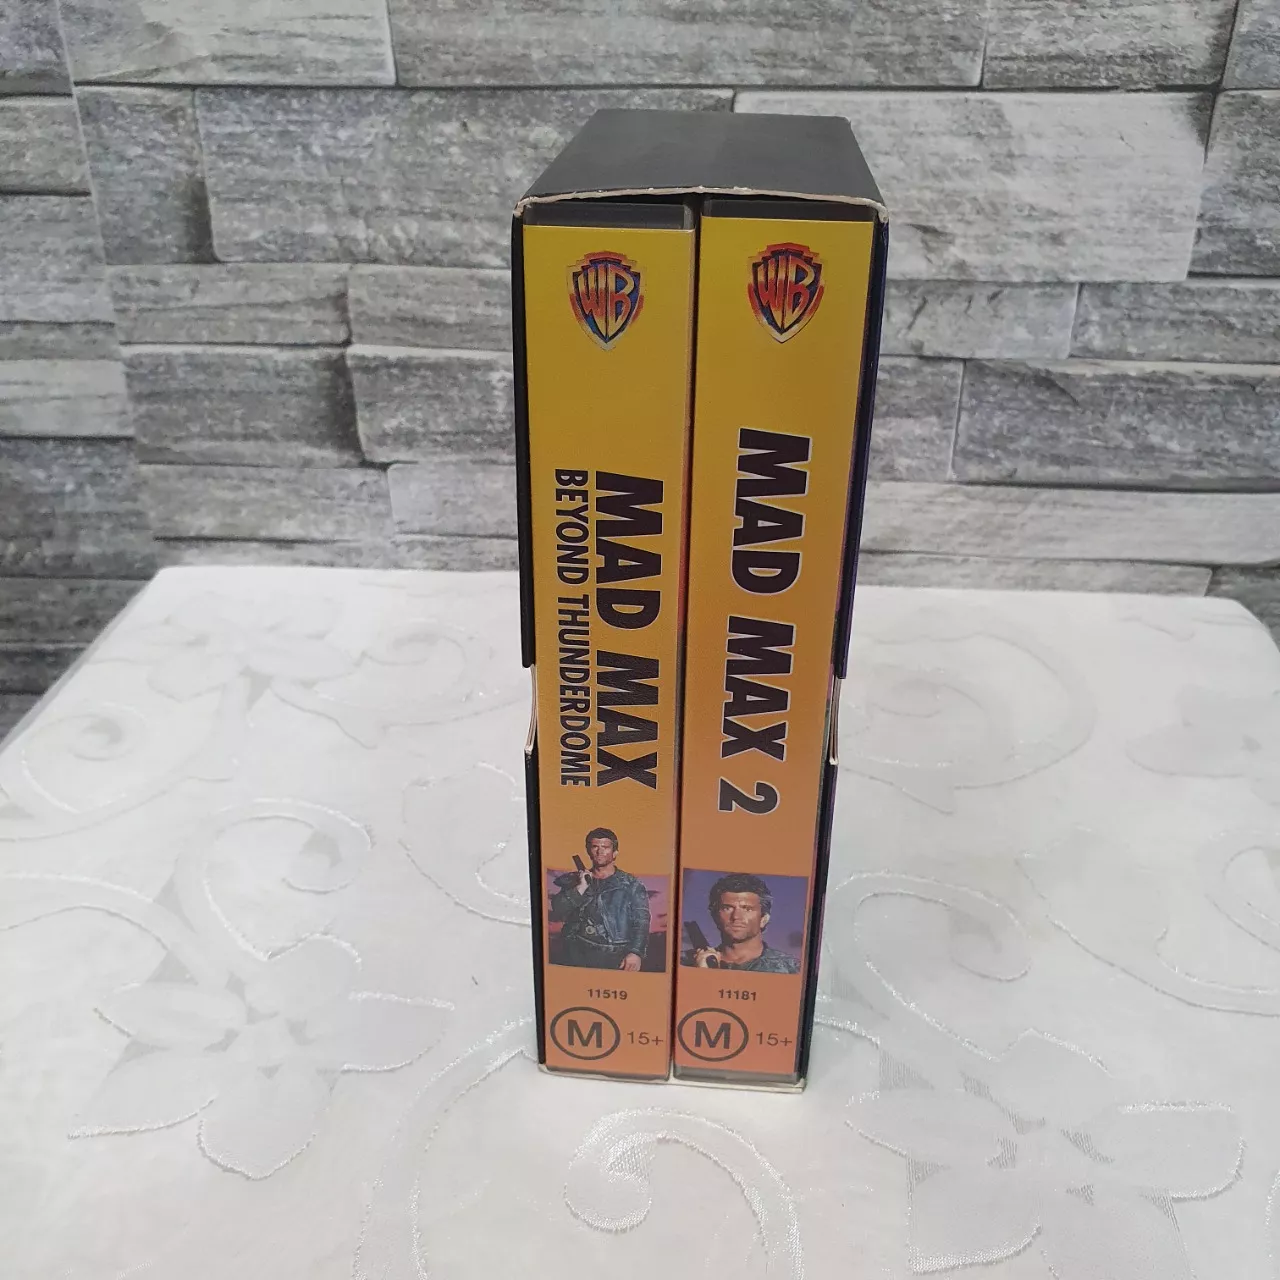 WB
MAD MAX
BEYOND THUNDERDOME
11519
M 15+
WB
MAD MAX 2
11181
M 15+